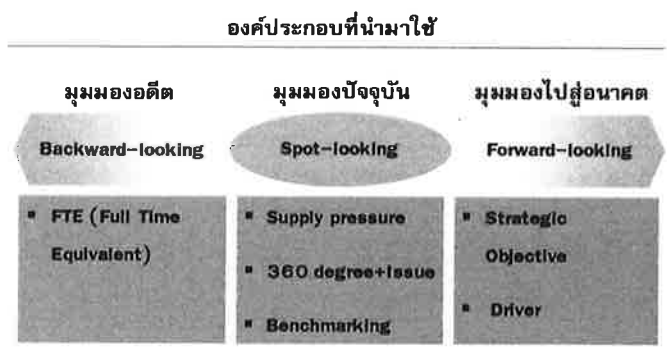 องค์ประกอบที่นำมาใช้
มุมมองอดีต
มุมมองปัจจุบัน
มุมมองไปสู่อนาคต
Backward-looking
Spot-looking
Forward-looking
▪ FTE (Full Time
Equivalent)
▪ Supply pressure
▪ 360 degree+Issue
▪ Benchmarking
▪ Strategic
Objective
▪ Driver